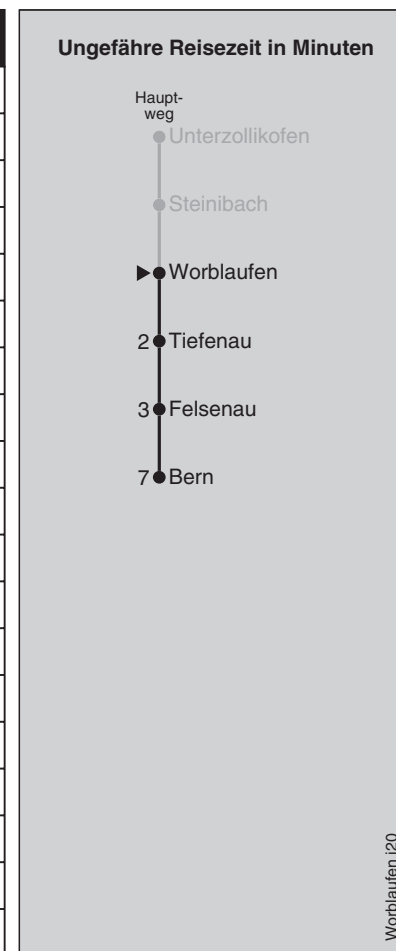 Ungefähre Reisezeit in Minuten
Haupt-
weg
Unterzollikofen
Steinibach
Worblaufen
2 Tiefenau
3 Felsenau
7 Bern
Worblaufen j20